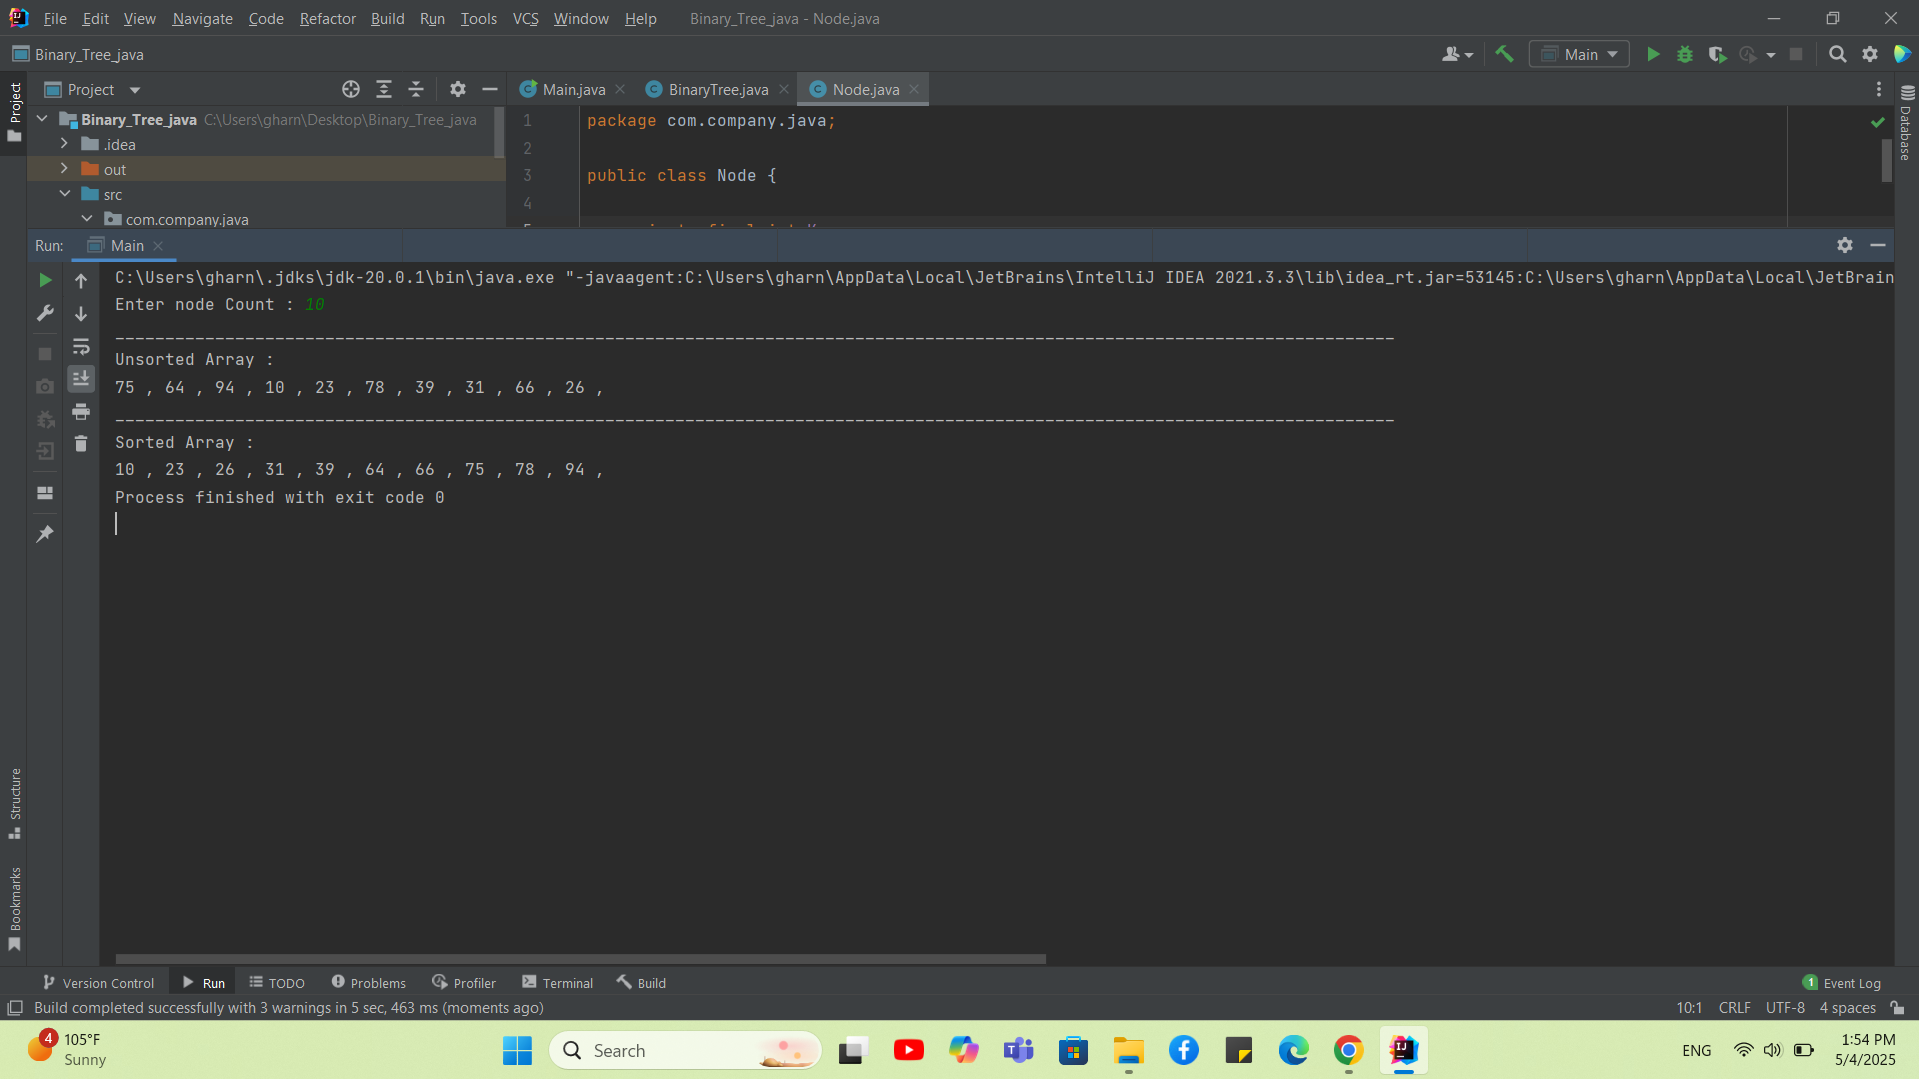 File Edit View Navigate Code Refactor Build Run Tools VCS Window Help Binary_Tree_java - Node.java
Binary_Tree_java
Main
Project
Project
Main.java
BinaryTree.java
Node.java
Binary_Tree_java C:\Users\gharn\Desktop\Binary_Tree_java
.idea
out
src
com.company.java
1 package com.company.java;
2
3 public class Node {
4
Database
Run: Main
C:\Users\gharn\.jdks\jdk-20.0.1\bin\java.exe "-javaagent:C:\Users\gharn\AppData\Local\JetBrains\IntelliJ IDEA 2021.3.3\lib\idea_rt.jar=53145:C:\Users\gharn\AppData\Local\JetBrain
Enter node Count : 10
________________________________________________________________________________________________________________________________
Unsorted Array :
75 , 64 , 94 , 10 , 23 , 78 , 39 , 31 , 66 , 26 ,
________________________________________________________________________________________________________________________________
Sorted Array :
10 , 23 , 26 , 31 , 39 , 64 , 66 , 75 , 78 , 94 ,
Process finished with exit code 0
Structure
Bookmarks
Version Control Run TODO Problems Profiler Terminal Build 1 Event Log
Build completed successfully with 3 warnings in 5 sec, 463 ms (moments ago) 10:1 CRLF UTF-8 4 spaces
4 105°F
Sunny
Search
ENG
1:54 PM
5/4/2025